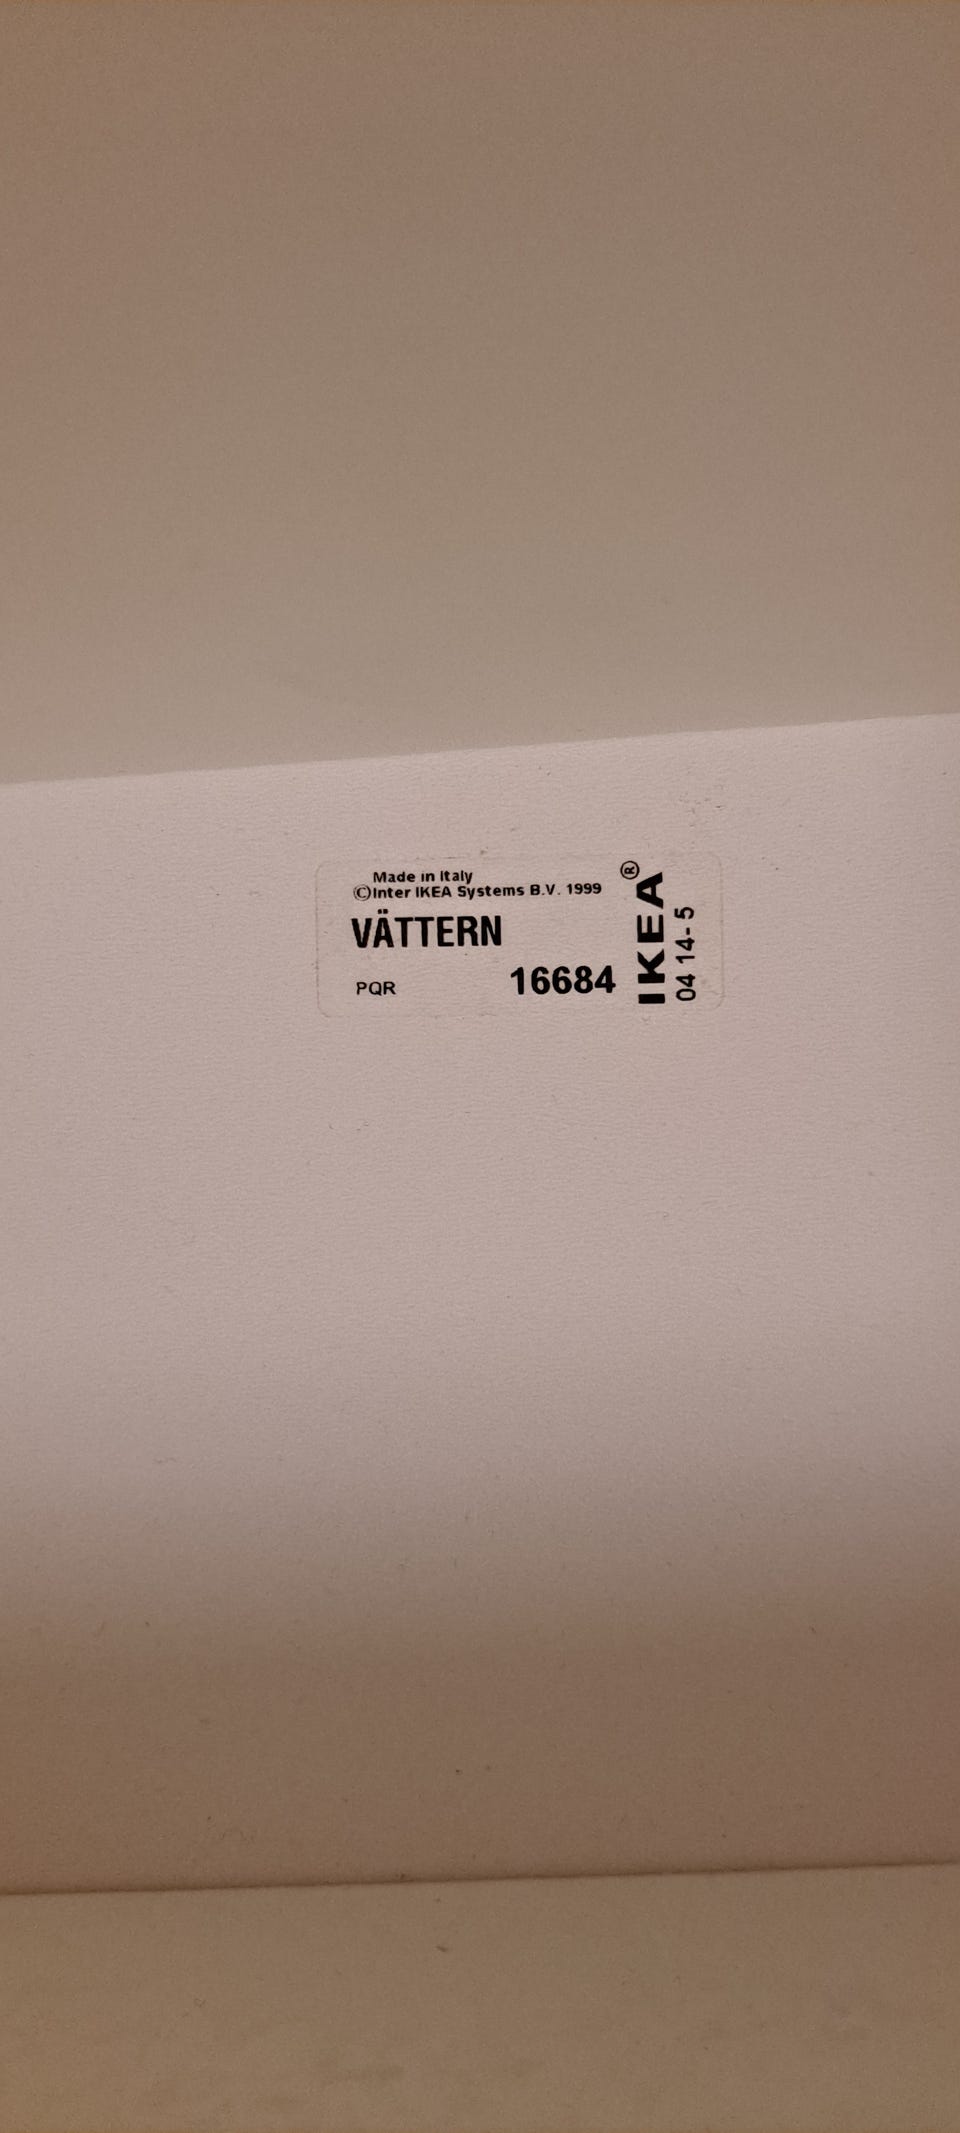 Made in Italy
©Inter IKEA Systems B.V. 1999
VÄTTERN
PQR 16684
IKEA®
04 14- 5